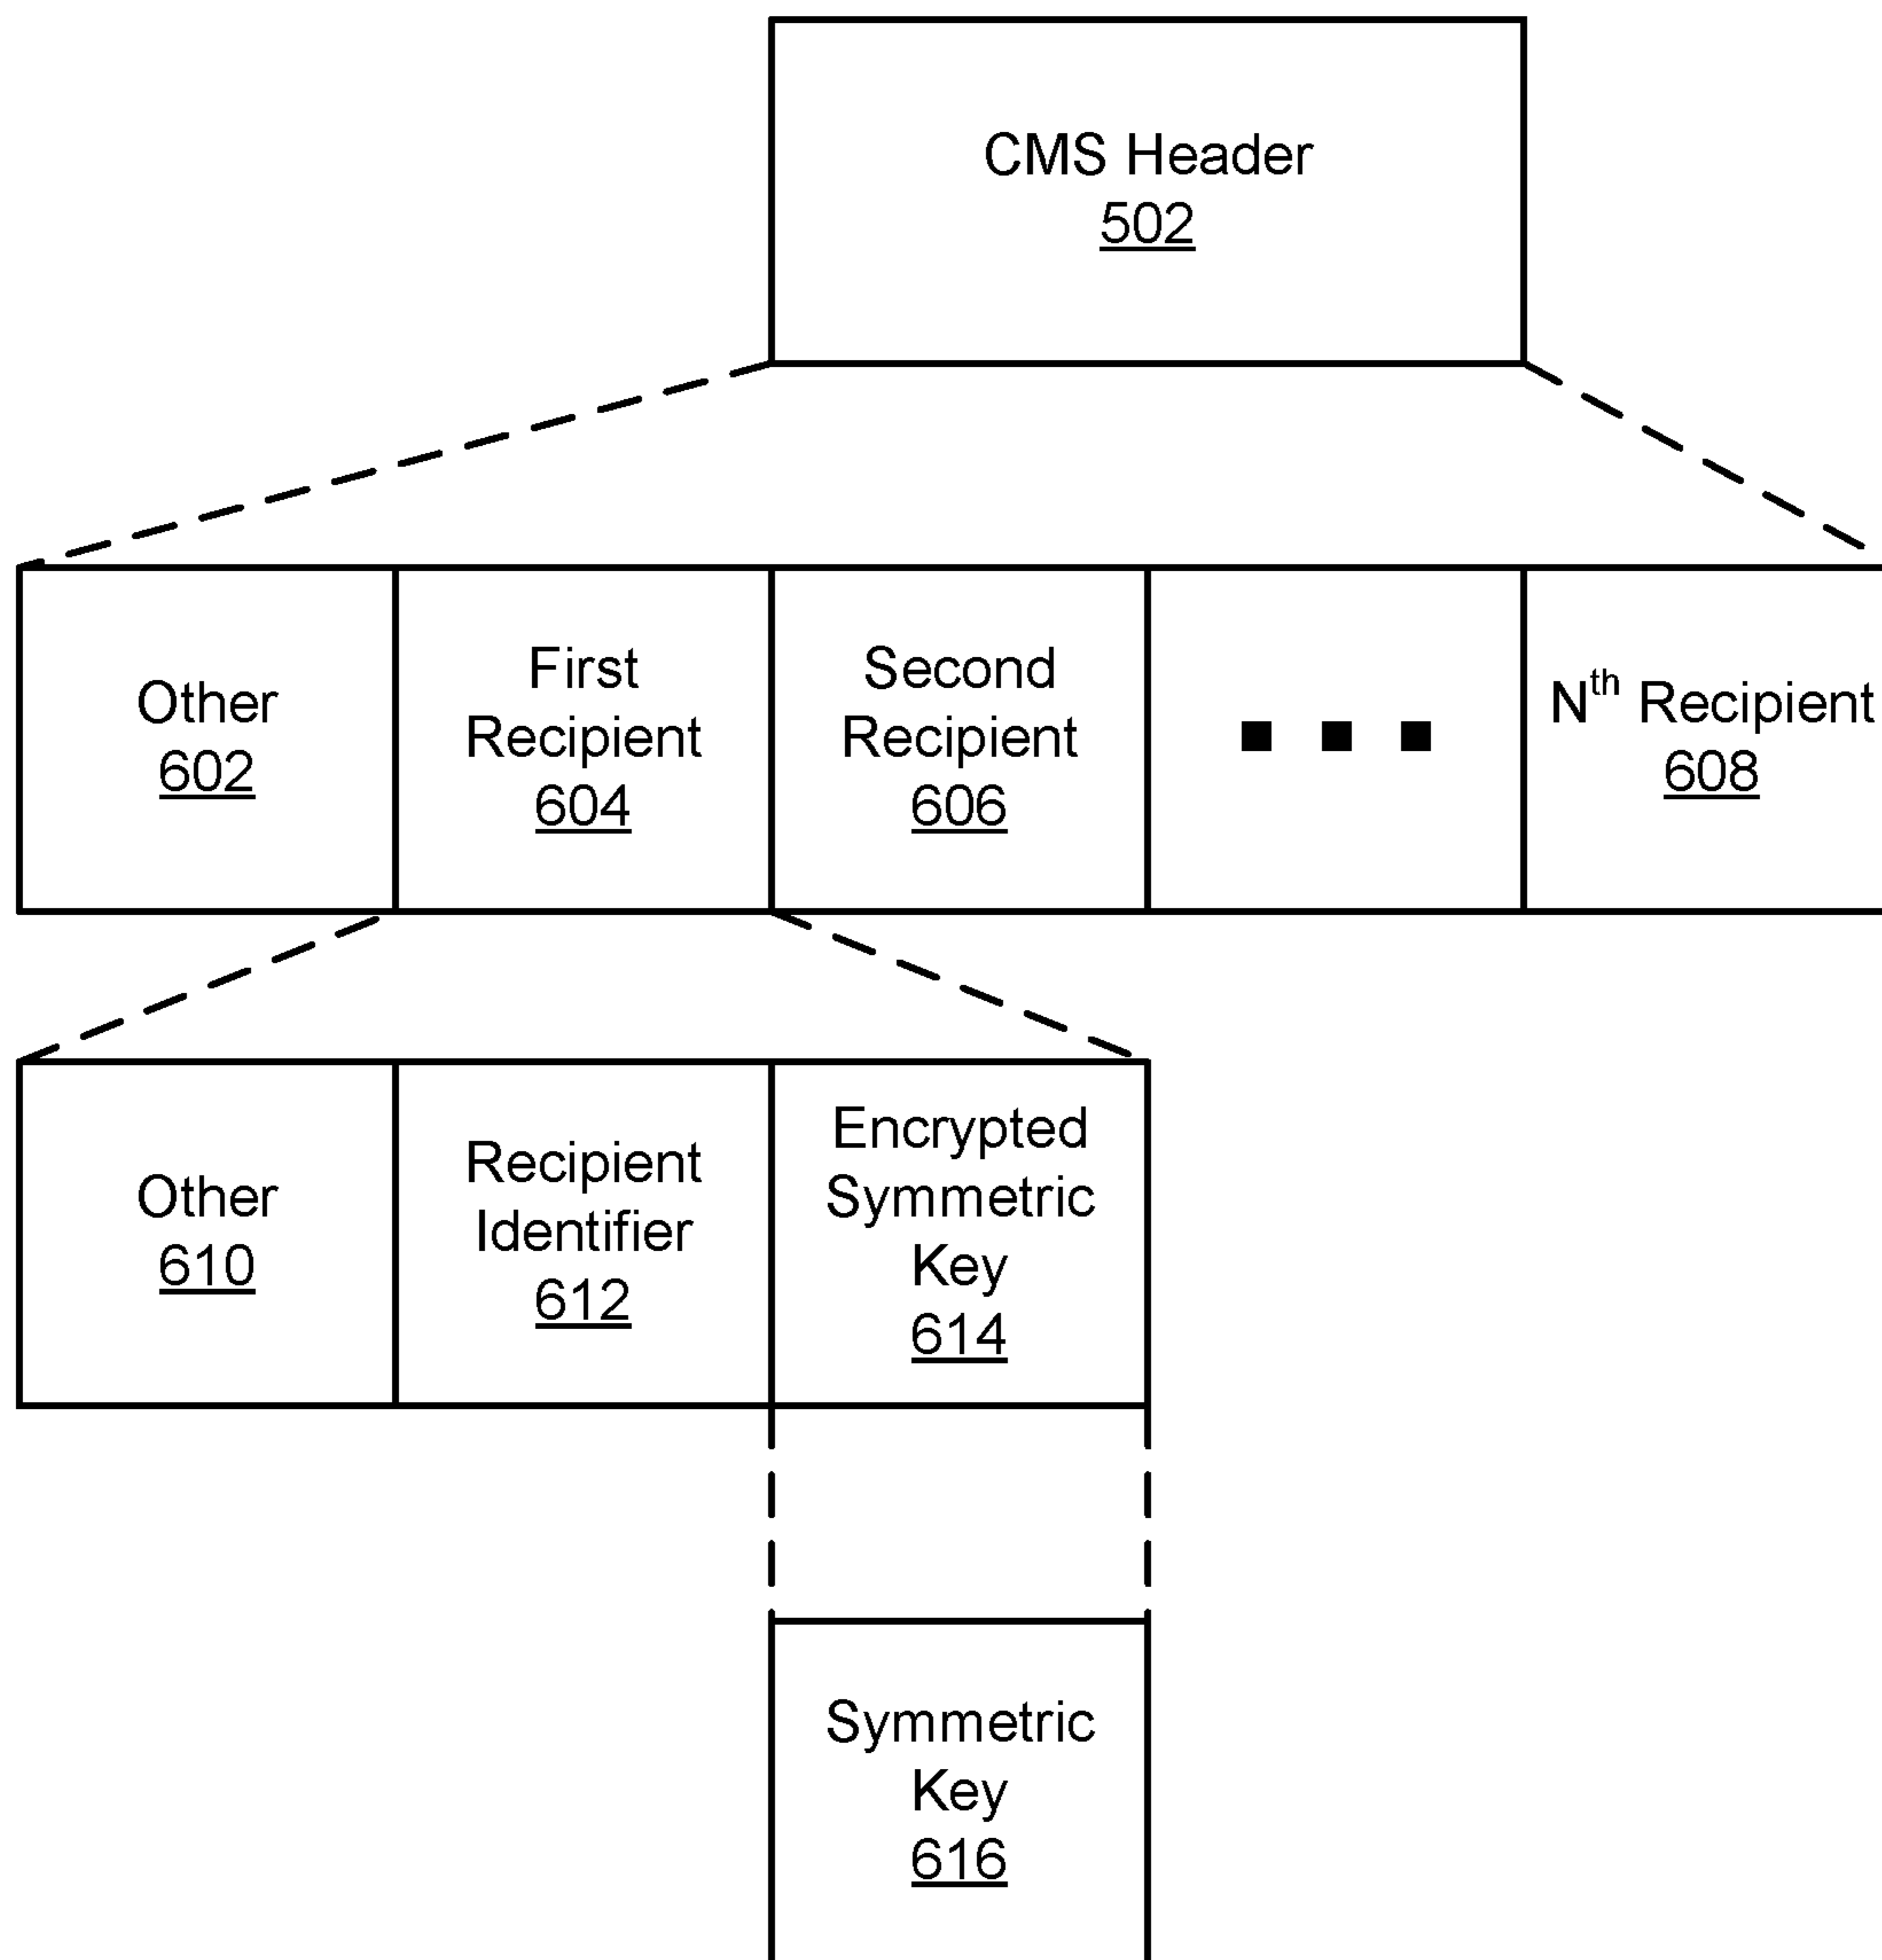 CMS Header
502
Other
602
First
Recipient
604
Second
Recipient
606
Nth Recipient
608
Other
610
Recipient
Identifier
612
Encrypted
Symmetric
Key
614
Symmetric
Key
616